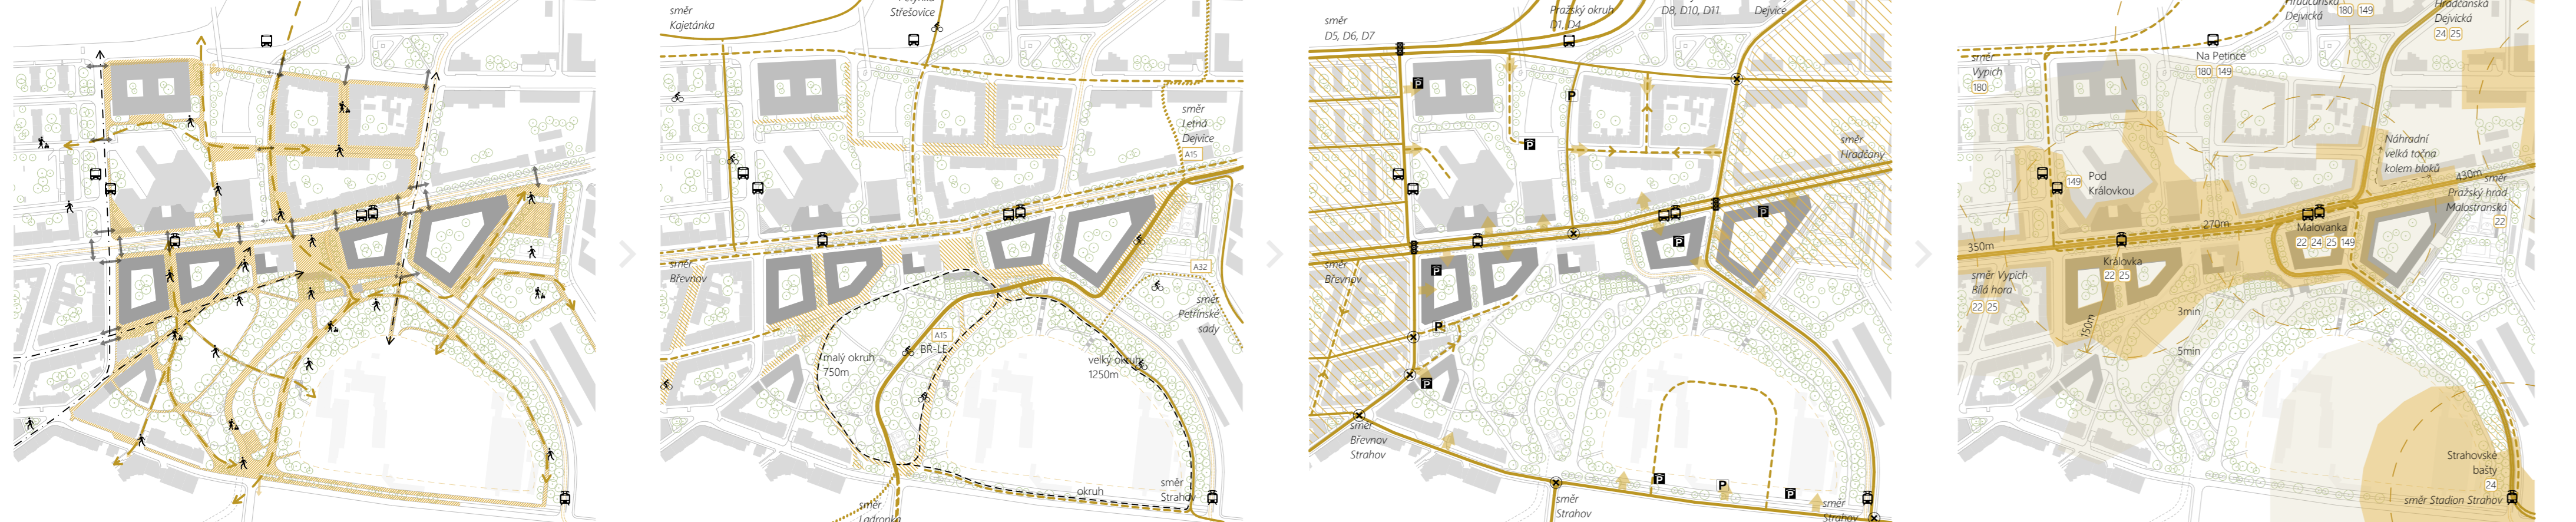 směr
Kajetánka
Střešovice
směr
Letná
Dejvice
A15
směr
Břevnov
A32
směr
Petřínské
sady
A15
BŘ-LE
malý okruh
750m
velký okruh
1250m
okruh
směr
Strahov
směr
Ladronka
směr
D5, D6, D7
Pražský okruh
D1, D4
D8, D10, D11
Dejvice
P
P
P
směr
Hradčany
P
P
směr
Břevnov
P
P
P
směr
Břevnov
Strahov
P
P
P
směr
Strahov
směr
Strahov
Hradčanská
Dejvická
180 149
Hradčanská
Dejvická
24 25
směr
Vypich
180
Na Petřínce
180 149
Náhradní
velká točna
kolem bloků
149
Pod
Královkou
430m
směr
Pražský hrad
Malostranská
22
270m
Malovanka
22 24 25 149
350m
Královka
22 25
směr Vypich
Bílá hora
22 25
150m
3min
5min
Strahovské
bašty
24
směr Stadion Strahov